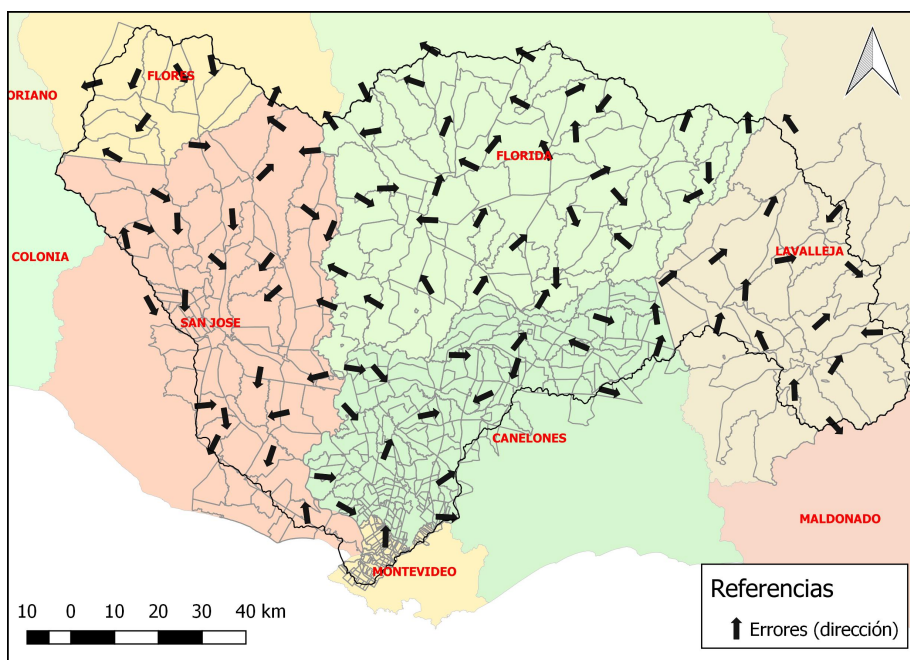 FLORES
ORIANO
FLORIDA
COLONIA
LAVALLEJA
SAN JOSE
CANELONES
MALDONADO
MONTEVIDEO
Referencias
Errores (dirección)
10 0 10 20 30 40 km